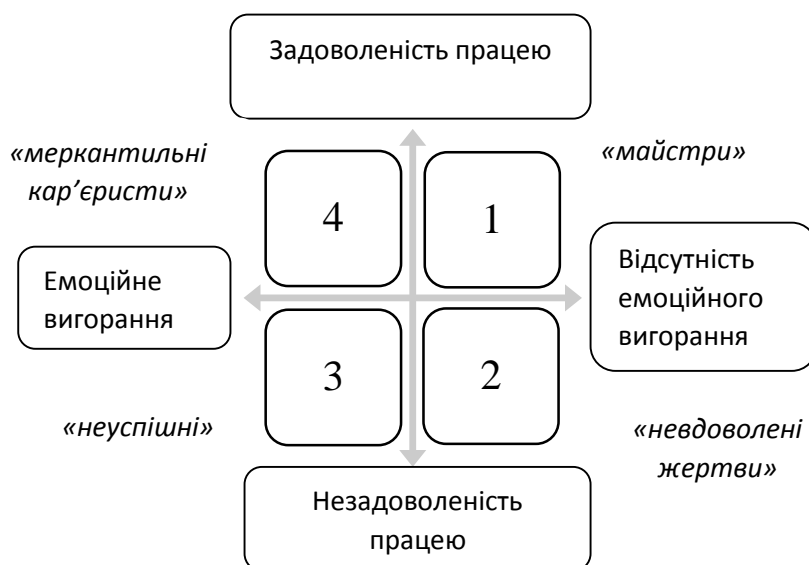 Задоволеність працею
«меркантильні
кар’єристи»
«майстри»
4
1
Емоційне
вигорання
Відсутність
емоційного
вигорання
3
2
«неуспішні»
«невдоволені
жертви»
Незадоволеність
працею